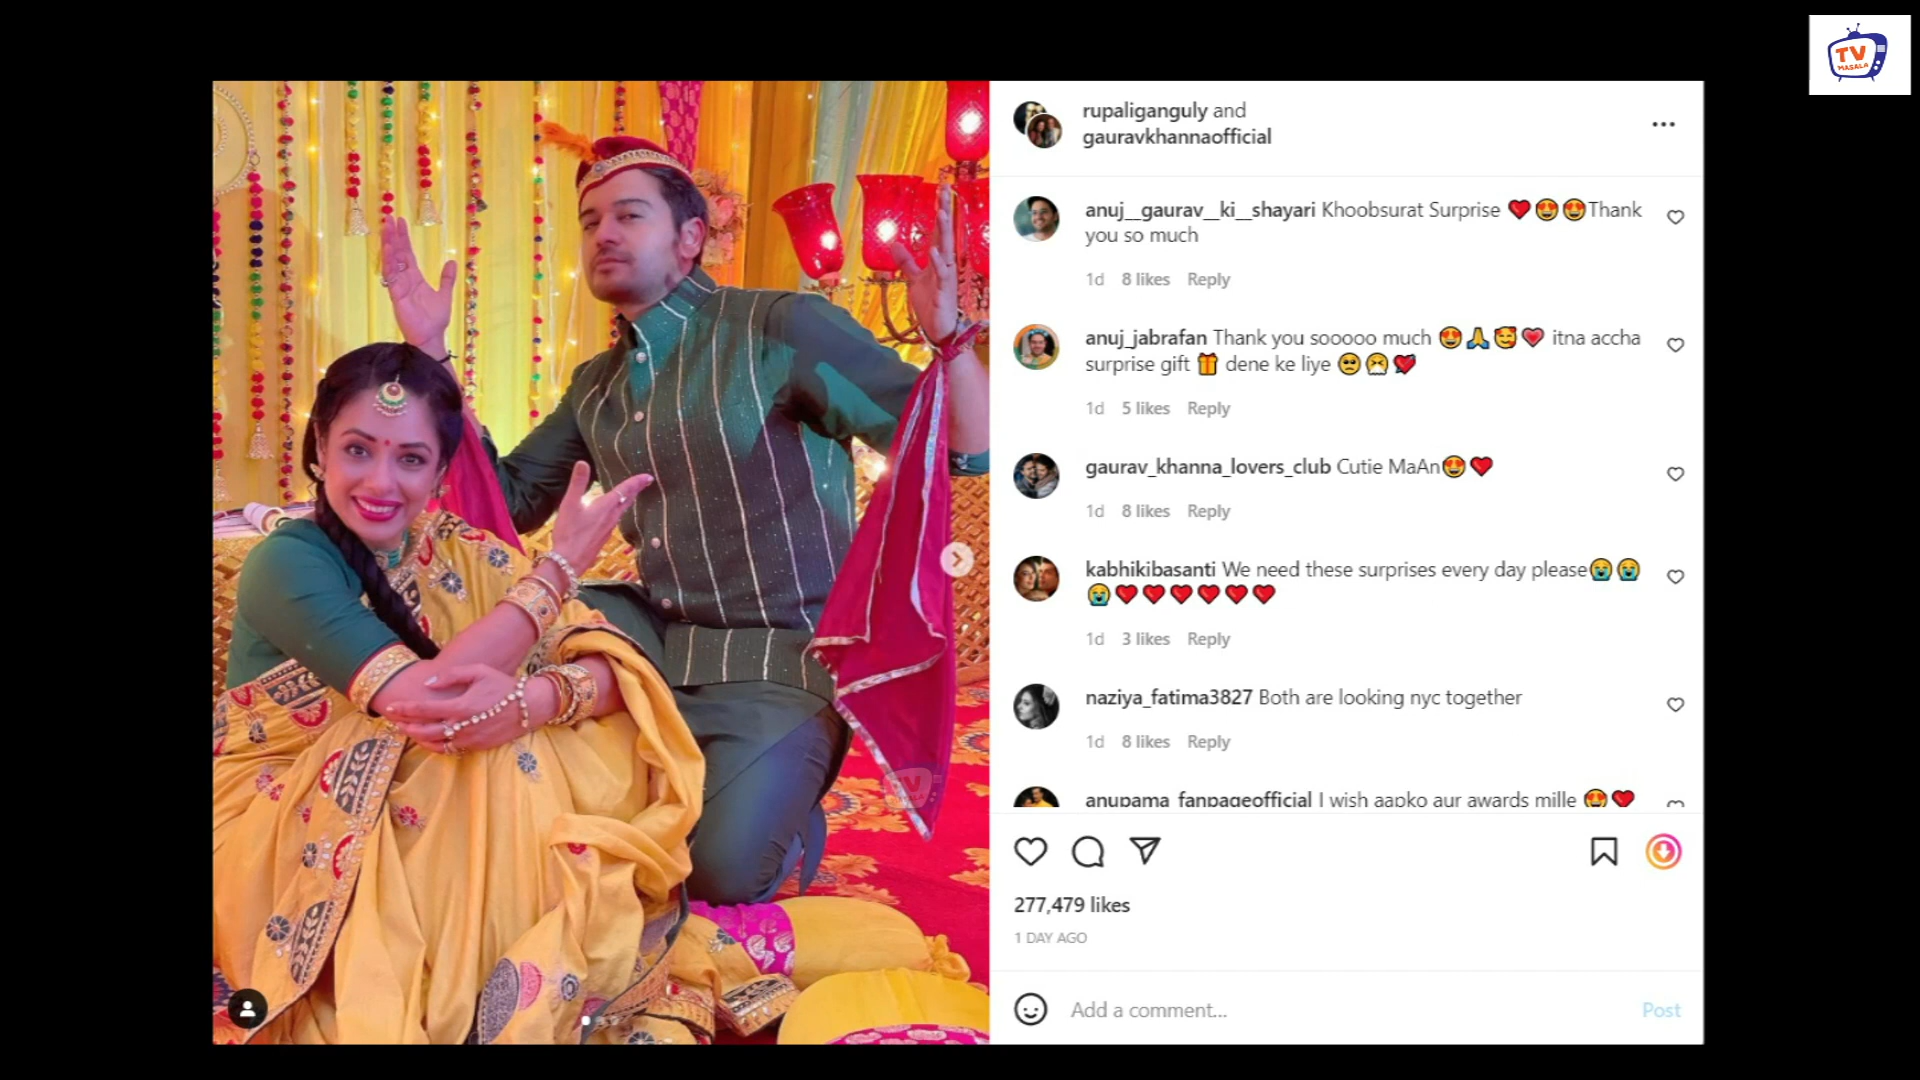 TV
MASALA
rupaliganguly and
gauravkhannaofficial
anuj__gaurav__ki__shayari Khoobsurat Surprise ❤️😍😍Thank
you so much
1d 8 likes Reply
anuj_jabrafan Thank you sooooo much 😍🙏🥰💗 itna accha
surprise gift 🎁 dene ke liye 🥺😭💘
1d 5 likes Reply
gaurav_khanna_lovers_club Cutie MaAn😍❤️
1d 8 likes Reply
kabhikibasanti We need these surprises every day please😭😭
😭❤️❤️❤️❤️❤️❤️
1d 3 likes Reply
naziya_fatima3827 Both are looking nyc together
1d 8 likes Reply
anupama_fanpageofficial I wish aapko aur awards mille 😍❤️
277,479 likes
1 DAY AGO
Add a comment...
Post